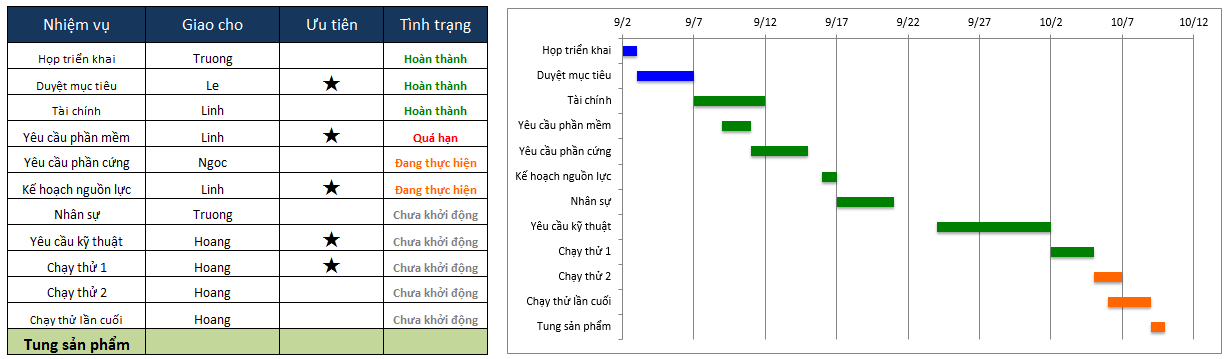 Nhiệm vụ Giao cho Ưu tiên Tình trạng
Họp triển khai Truong Hoàn thành
Duyệt mục tiêu Le ★ Hoàn thành
Tài chính Linh Hoàn thành
Yêu cầu phần mềm Linh ★ Quá hạn
Yêu cầu phần cứng Ngoc Đang thực hiện
Kế hoạch nguồn lực Linh ★ Đang thực hiện
Nhân sự Truong Chưa khởi động
Yêu cầu kỹ thuật Hoang ★ Chưa khởi động
Chạy thử 1 Hoang ★ Chưa khởi động
Chạy thử 2 Hoang Chưa khởi động
Chạy thử lần cuối Hoang Chưa khởi động
Tung sản phẩm
9/2 9/7 9/12 9/17 9/22 9/27 10/2 10/7 10/12
Họp triển khai
Duyệt mục tiêu
Tài chính
Yêu cầu phần mềm
Yêu cầu phần cứng
Kế hoạch nguồn lực
Nhân sự
Yêu cầu kỹ thuật
Chạy thử 1
Chạy thử 2
Chạy thử lần cuối
Tung sản phẩm